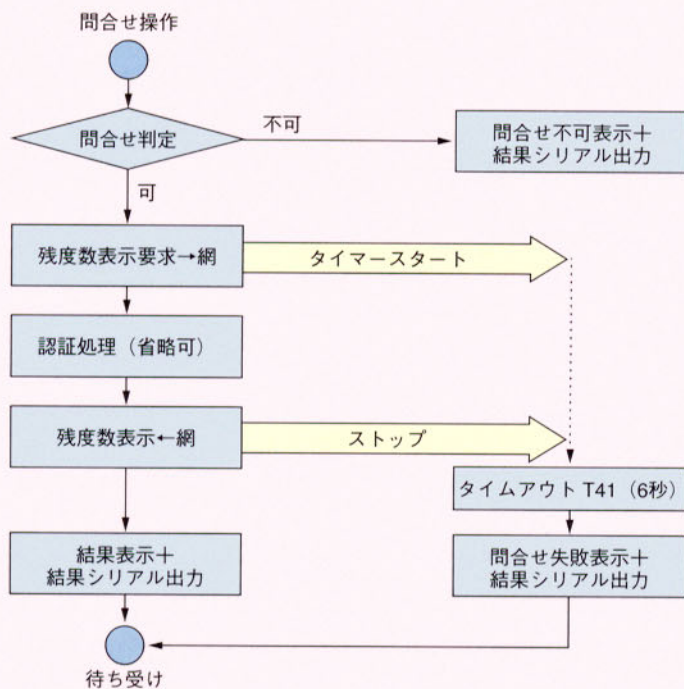 問合せ操作
問合せ判定
不可
問合せ不可表示+
結果シリアル出力
可
残度数表示要求→網
タイマースタート
認証処理（省略可）
残度数表示←網
ストップ
タイムアウト T41（6秒）
結果表示+
結果シリアル出力
問合せ失敗表示+
結果シリアル出力
待ち受け